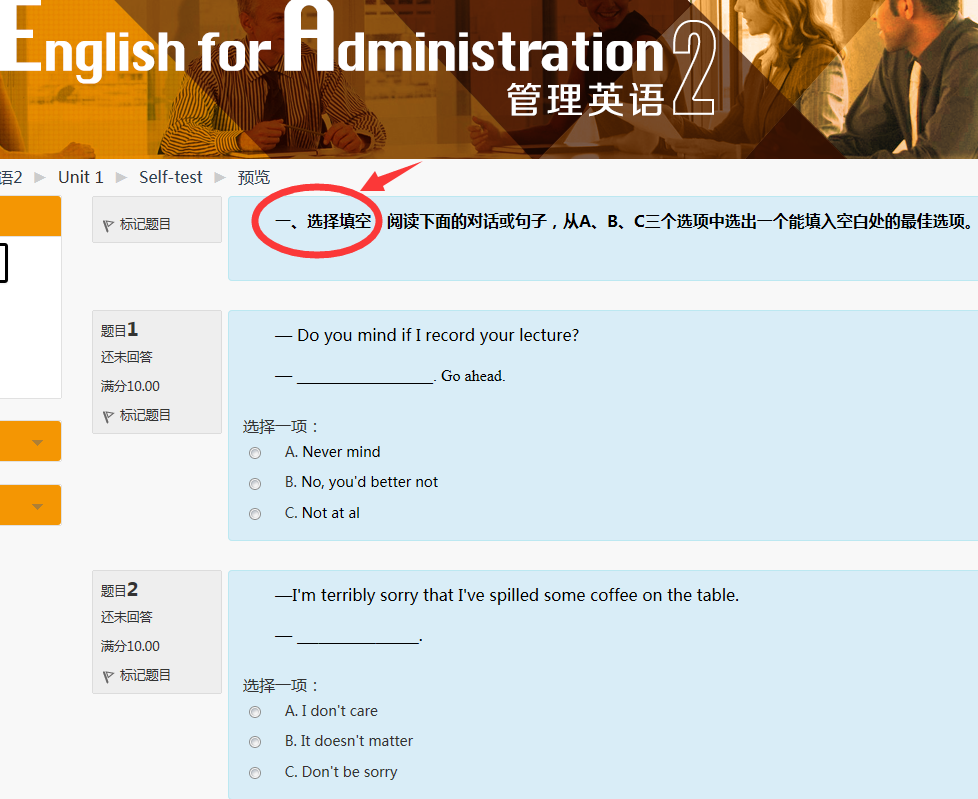 English for Administration 2
管理英语
语2 Unit 1 Self-test 预览
标记题目
一、选择填空 阅读下面的对话或句子，从A、B、C三个选项中选出一个能填入空白处的最佳选项。
题目1
还未回答
满分10.00
标记题目
— Do you mind if I record your lecture?
— _________________. Go ahead.
选择一项：
A. Never mind
B. No, you'd better not
C. Not at al
题目2
还未回答
满分10.00
标记题目
—I'm terribly sorry that I've spilled some coffee on the table.
— _______________.
选择一项：
A. I don't care
B. It doesn't matter
C. Don't be sorry